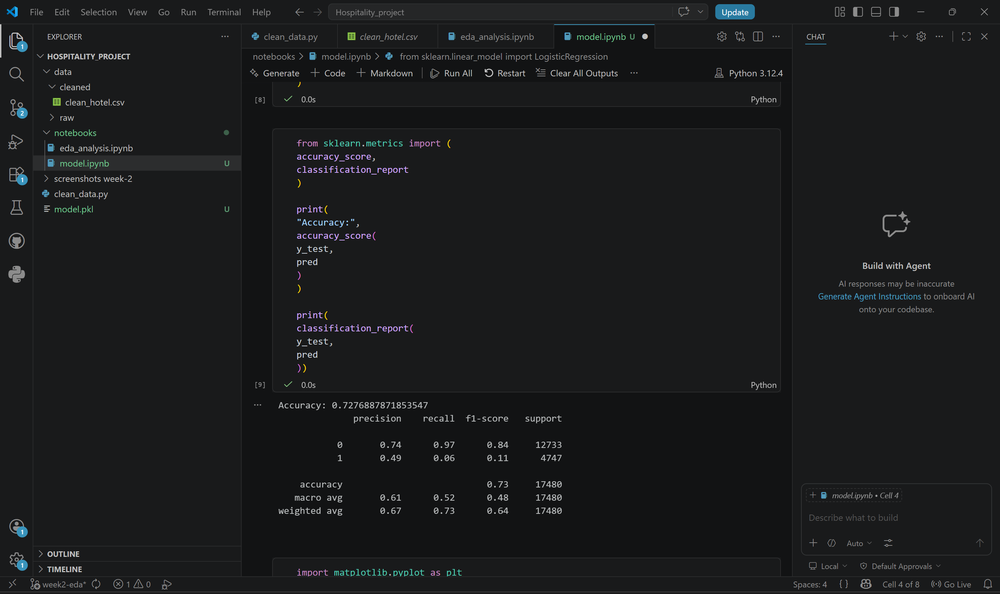 File Edit Selection View Go Run Terminal Help
Hospitality_project
Update
EXPLORER
HOSPITALITY_PROJECT
data
cleaned
clean_hotel.csv
raw
notebooks
eda_analysis.ipynb
model.ipynb U
screenshots week-2
clean_data.py
model.pkl U
OUTLINE
TIMELINE
1
2
1
1
1
clean_data.py clean_hotel.csv eda_analysis.ipynb model.ipynb U
notebooks > model.ipynb > from sklearn.linear_model import LogisticRegression
Generate + Code + Markdown Run All Restart Clear All Outputs ... Python 3.12.4
)
[8] 0.0s Python
from sklearn.metrics import (
accuracy_score,
classification_report
)
print(
"Accuracy:",
accuracy_score(
y_test,
pred
)
)
print(
classification_report(
y_test,
pred
))
[9] 0.0s Python
Accuracy: 0.7276887871853547
precision recall f1-score support
0 0.74 0.97 0.84 12733
1 0.49 0.06 0.11 4747
accuracy 0.73 17480
macro avg 0.61 0.52 0.48 17480
weighted avg 0.67 0.73 0.64 17480
import matplotlib.pyplot as plt
CHAT
Build with Agent
AI responses may be inaccurate
Generate Agent Instructions to onboard AI
onto your codebase.
model.ipynb • Cell 4
Describe what to build
Auto
Local Default Approvals
week2-eda* 1 0 Spaces: 4 { } Cell 4 of 8 Go Live